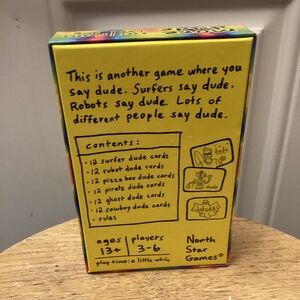 This is another game where you
say dude. Surfers say dude.
Robots say dude. Lots of
different people say dude.
contents:
• 12 surfer dude cards
• 12 robot dude cards
• 12 pizza box dude cards
• 12 pirate dude cards
• 12 ghost dude cards
• 12 cowboy dude cards
• rules
ages
13+
players
3-6
play time: a little while
North
Star
Games®